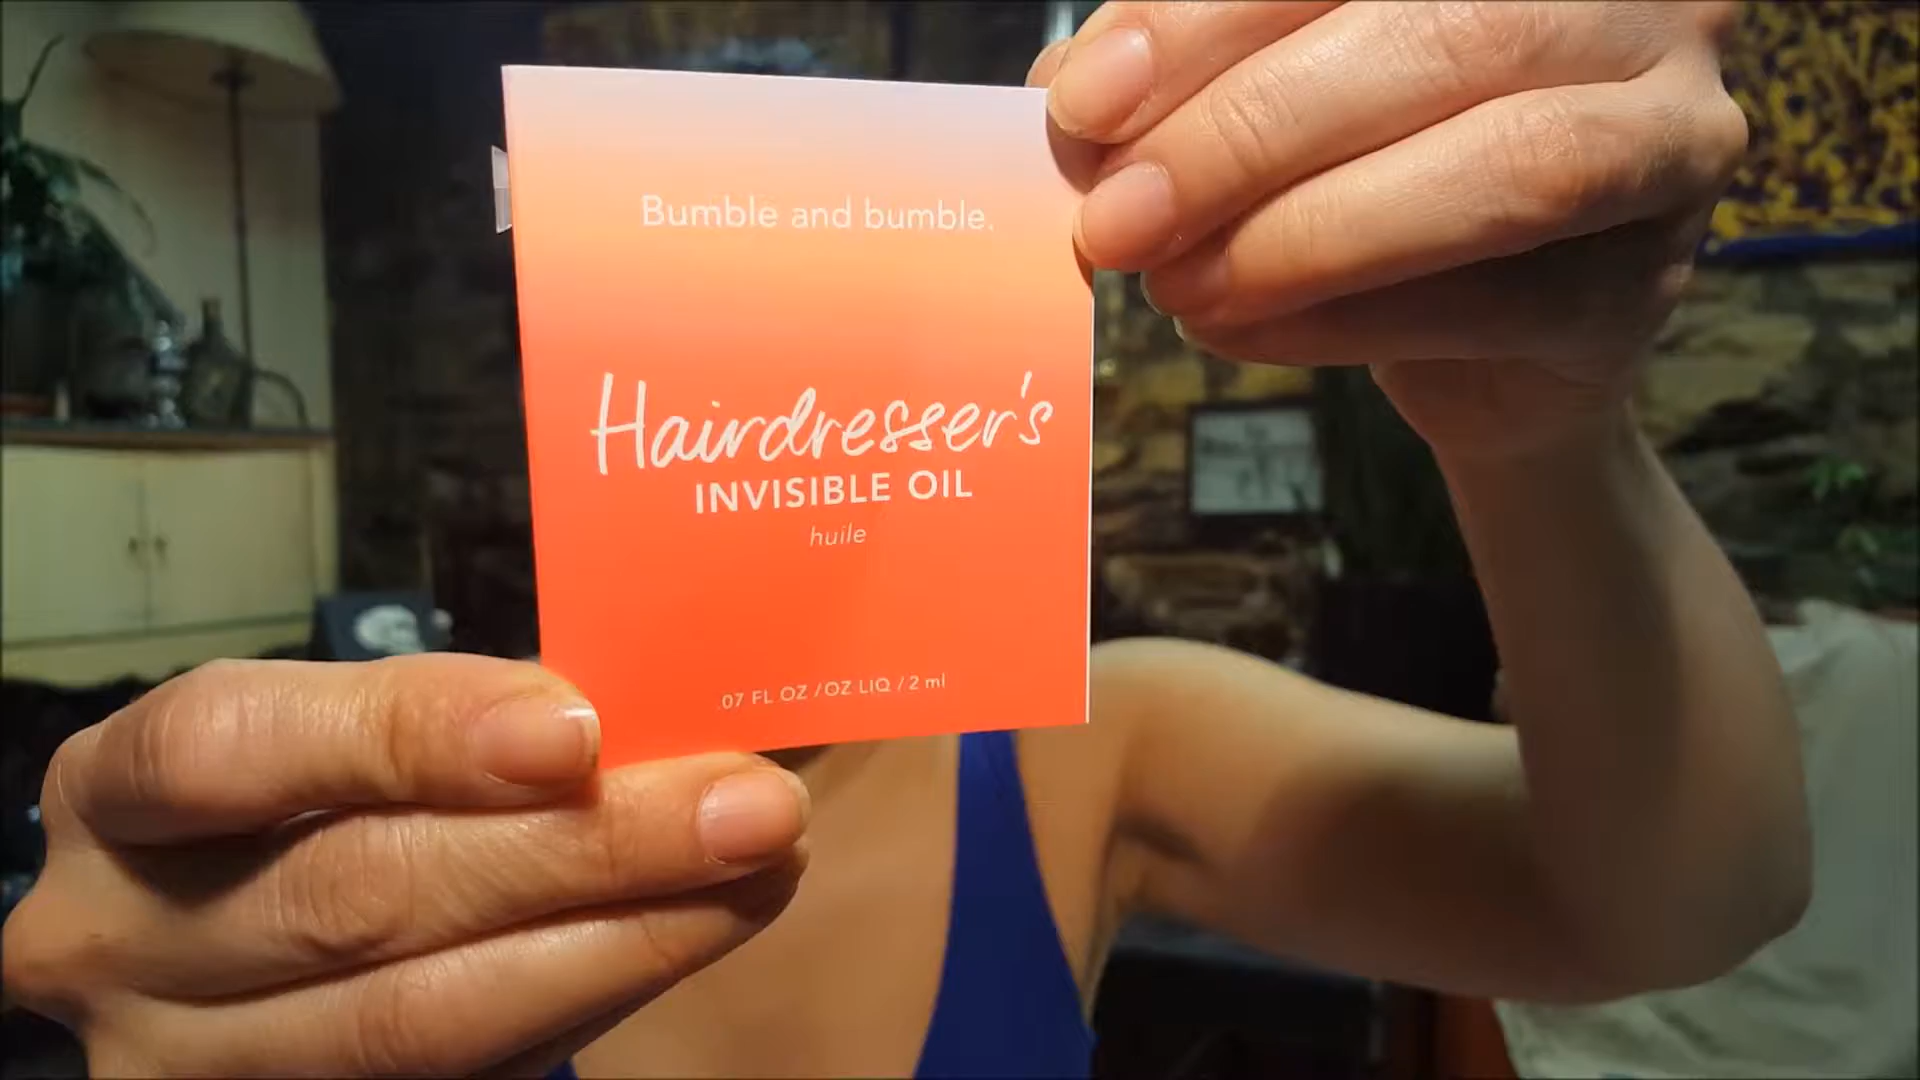 Bumble and bumble.
Hairdresser's
INVISIBLE OIL
huile
.07 FL OZ / OZ LIQ / 2 ml